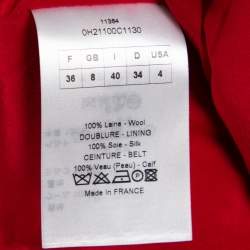 11364
0H21100C1130
F GB I D USA
36 8 40 34 4
100% Laine - Wool
DOUBLURE - LINING
100% Soie - Silk
CEINTURE - BELT
100% Veau (Peau) - Calf
Made in FRANCE